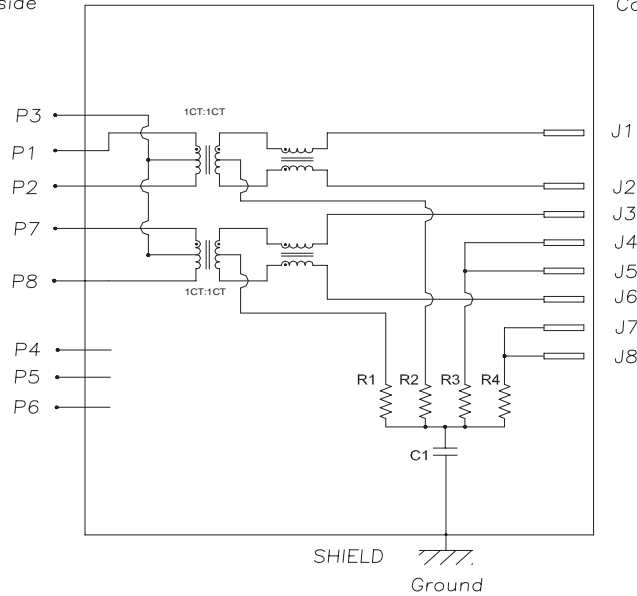 side
Co
1CT:1CT
P3
P1
P2
P7
P8
P4
P5
P6
1CT:1CT
J1
J2
J3
J4
J5
J6
J7
J8
R1 R2 R3 R4
C1
SHIELD
Ground